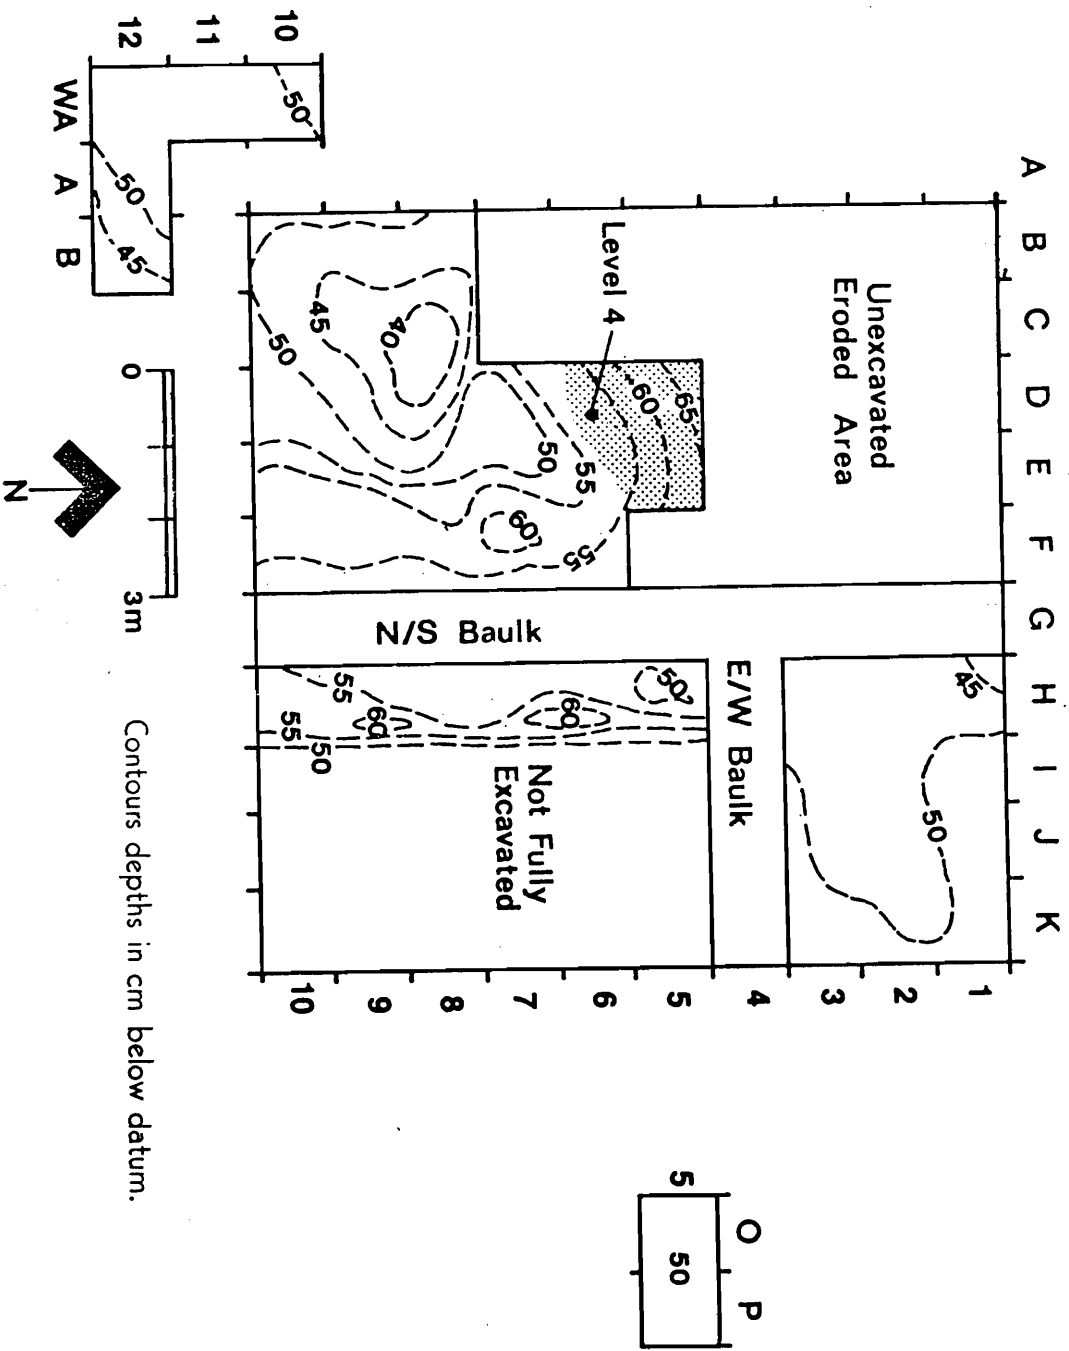 A
B
C
D
E
F
G
H
I
J
K
1
2
3
4
5
6
7
8
9
10
Unexcavated
Eroded Area
Level 4
65
60
55
50
55
60
50
45
40
N/S Baulk
E/W Baulk
45
50
50
60
55
60
55
50
Not Fully
Excavated
O
P
5
50
10
11
12
WA
A
B
50
50
45
0
3m
N
Contours depths in cm below datum.